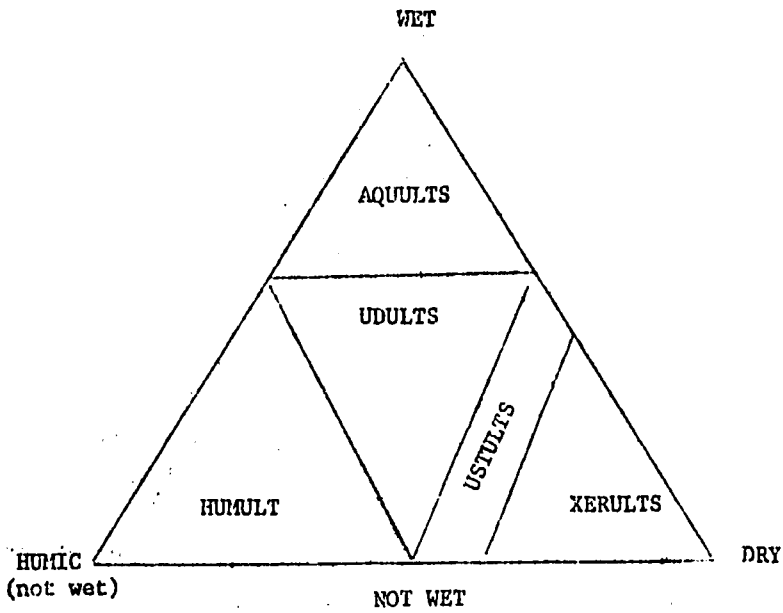 WET
AQUULTS
UDULTS
USTULTS
HUMULT
XERULTS
HUMIC
(not wet)
DRY
NOT WET